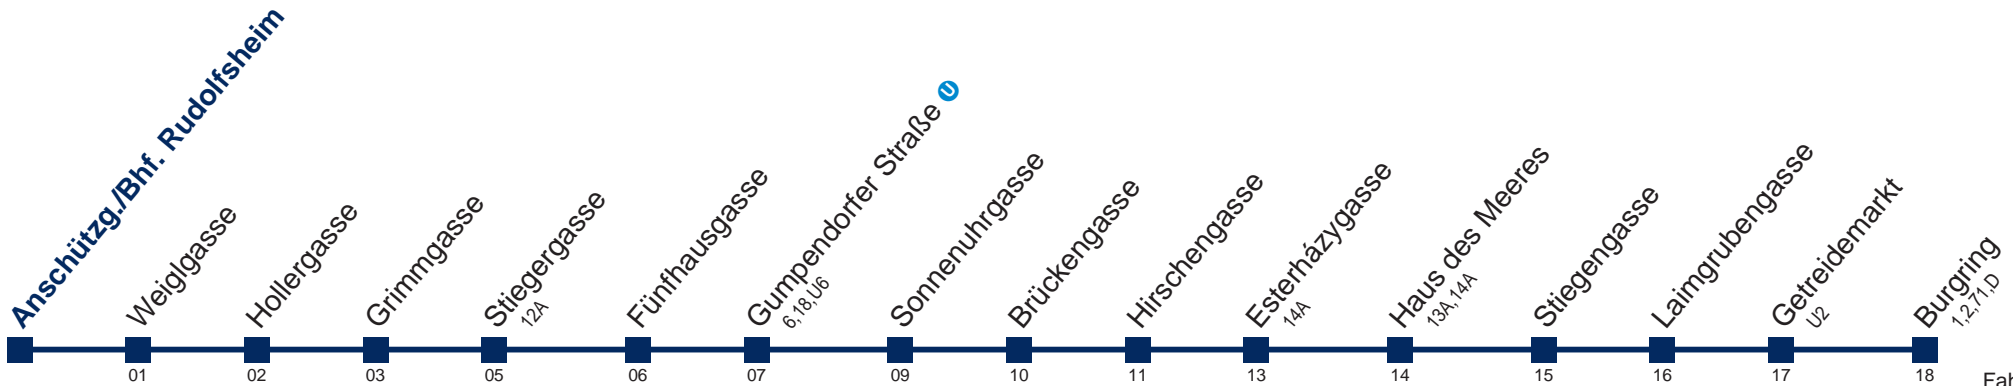 Anschützg./Bhf. Rudolfsheim
Weiglgasse
Hollergasse
Grimmgasse
Stiegergasse
12A
Fünfhausgasse
Gumpendorfer Straße U
6,18,U6
Sonnenuhrgasse
Brückengasse
Hirschengasse
Esterházygasse
14A
Haus des Meeres
13A,14A
Stiegengasse
Laimgrubengasse
Getreidemarkt
U2
Burgring
1,2,71,D
01 02 03 05 06 07 09 10 11 13 14 15 16 17 18 Fah